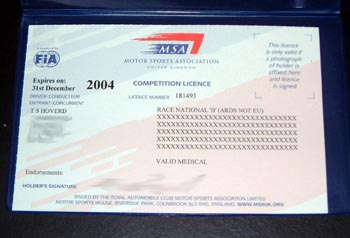 FIA
MSA
MOTOR SPORTS ASSOCIATION
UNITED KINGDOM
This licence
is only valid if
a photograph
of holder is
affixed here
and licence
is signed
Expires on:
31st December
2004
COMPETITION LICENCE
DRIVER/CONDUCTEUR
ENTRANT/CONCURRENT
LICENCE NUMBER 181493
T S HOVERD
RACE NATIONAL 'B' (ARDS NOT EU)
XXXXXXXXXXXXXXXXXXXXXXXXXXXXXX
XXXXXXXXXXXXXXXXXXXXXXXXXXXXXX
XXXXXXXXXXXXXXXXXXXXXXXXXXXXXX
XXXXXXXXXXXXXXXXXXXXXXXXXXXXXX
VALID MEDICAL
Endorsements:
HOLDER'S SIGNATURE
ISSUED BY THE ROYAL AUTOMOBILE CLUB MOTOR SPORTS ASSOCIATION LIMITED
MOTOR SPORTS HOUSE, RIVERSIDE PARK, COLNBROOK SL3 0HG, ENGLAND. WWW.MSAUK.ORG